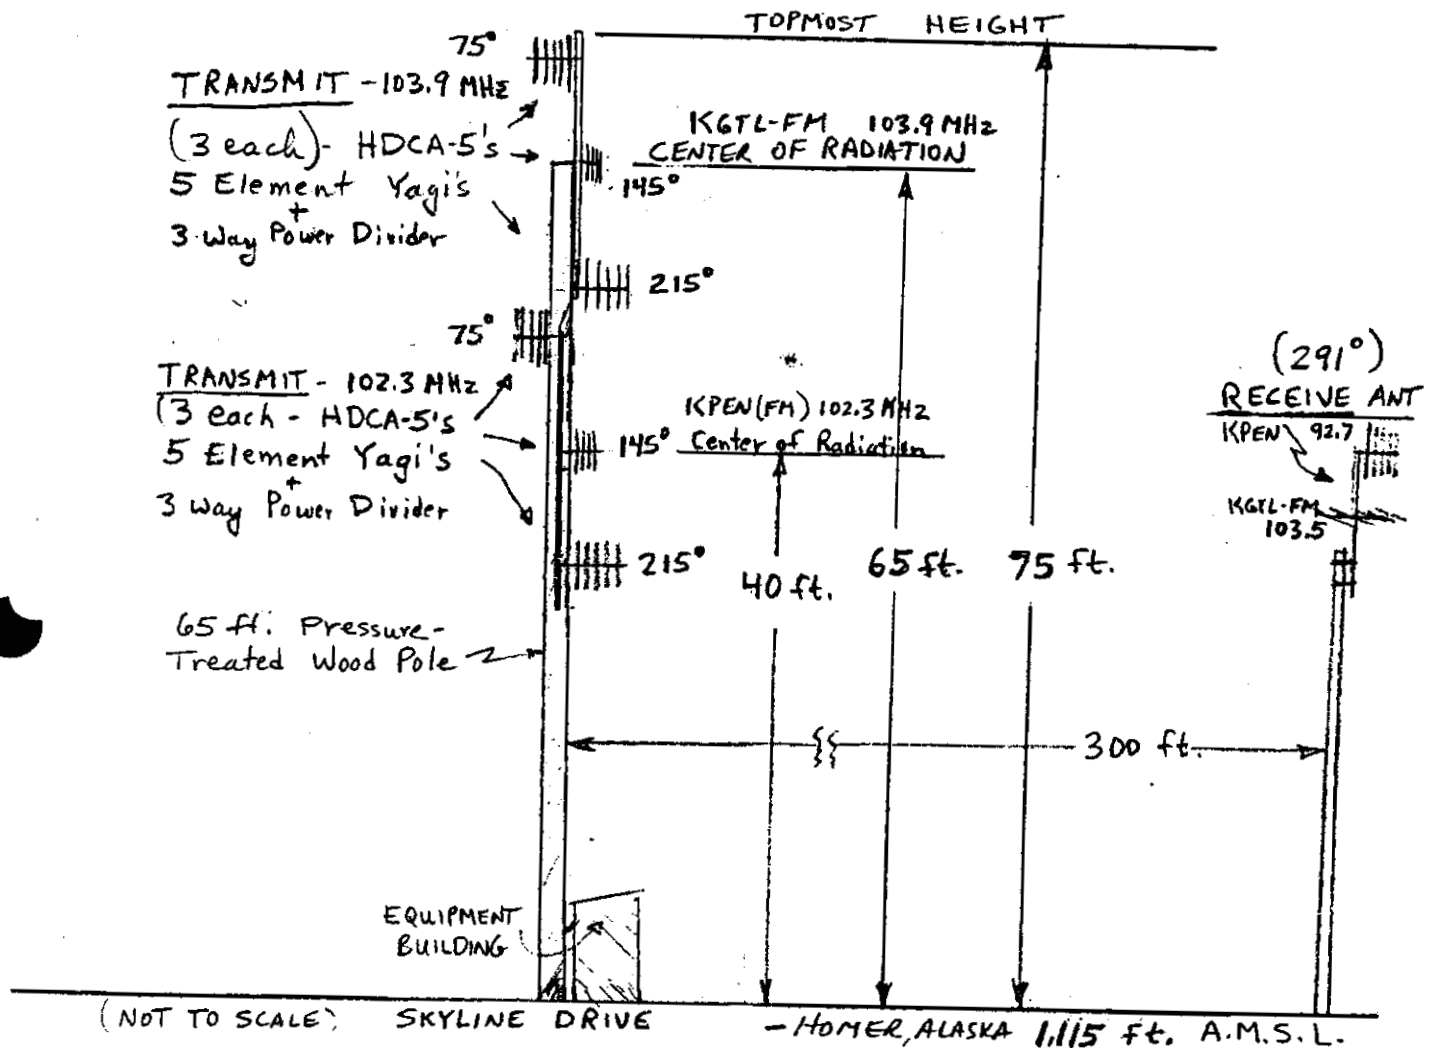 TOPMOST HEIGHT
75°
TRANSMIT - 103.9 MHz
(3 each)- HDCA-5's
5 Element Yagi's
+
3-Way Power Divider
KGTL-FM 103.9 MHz
CENTER OF RADIATION
145°
215°
75°
TRANSMIT - 102.3 MHz
(3 each - HDCA-5's
5 Element Yagi's
+
3 Way Power Divider
KPEN(FM) 102.3 MHz
Center of Radiation
145°
215°
(291°)
RECEIVE ANT
KPEN 92.7
KGTL-FM
103.5
40 ft.
65 ft.
75 ft.
65 ft. Pressure-
Treated Wood Pole
300 ft.
EQUIPMENT
BUILDING
(NOT TO SCALE) SKYLINE DRIVE - HOMER, ALASKA 1,115 ft. A.M.S.L.